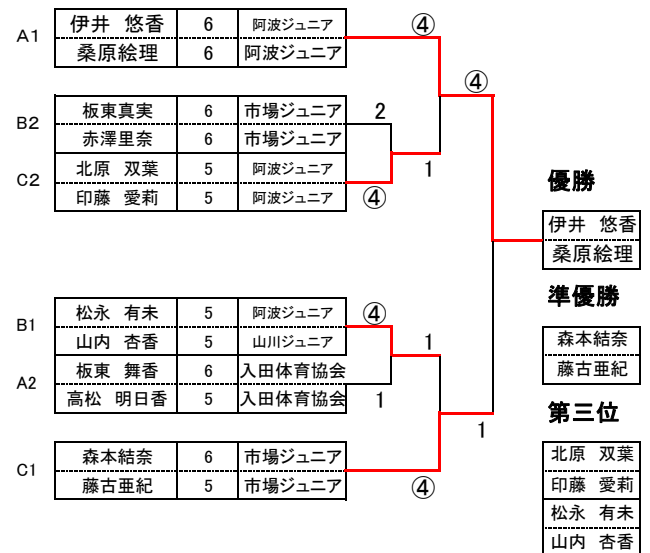 A1
伊井 悠香 6 阿波ジュニア ④
桑原絵理 6 阿波ジュニア
④
B2
板東真実 6 市場ジュニア 2
赤澤里奈 6 市場ジュニア
1
C2
北原 双葉 5 阿波ジュニア
印藤 愛莉 5 阿波ジュニア ④
優勝
伊井 悠香
桑原絵理
B1
松永 有未 5 阿波ジュニア ④
山内 杏香 5 山川ジュニア
1
A2
板東 舞香 6 入田体育協会
高松 明日香 5 入田体育協会 1
準優勝
森本結奈
藤古亜紀
1
C1
森本結奈 6 市場ジュニア
藤古亜紀 5 市場ジュニア ④
第三位
北原 双葉
印藤 愛莉
松永 有未
山内 杏香